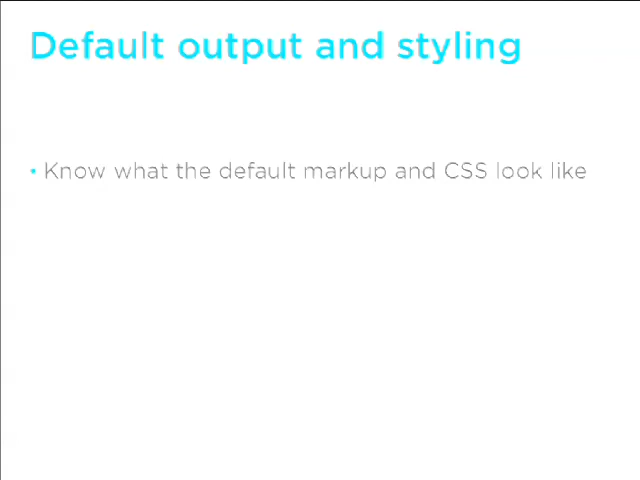 Default output and styling
• Know what the default markup and CSS look like